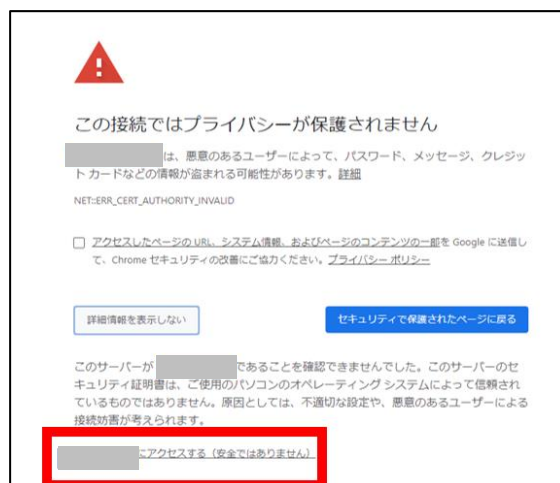 この接続ではプライバシーが保護されません
は、悪意のあるユーザーによって、パスワード、メッセージ、クレジッ
ト カードなどの情報が盗まれる可能性があります。詳細
NET::ERR_CERT_AUTHORITY_INVALID
アクセスしたページの URL、システム情報、およびページのコンテンツの一部を Google に送信し
て、Chrome セキュリティの改善にご協力ください。プライバシー ポリシー
詳細情報を表示しない
セキュリティで保護されたページに戻る
このサーバーが であることを確認できませんでした。このサーバーのセ
キュリティ証明書は、ご使用のパソコンのオペレーティング システムによって信頼され
ているものではありません。原因としては、不適切な設定や、悪意のあるユーザーによる
接続妨害が考えられます。
にアクセスする（安全ではありません）